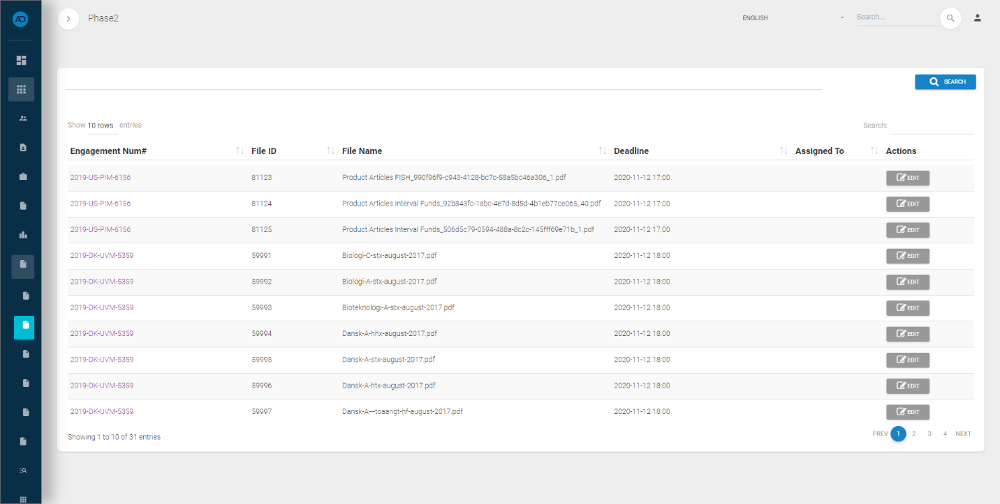 AD
Phase2
ENGLISH
Search...
SEARCH
Show 10 rows entries
Search:
Engagement Num# File ID File Name Deadline Assigned To Actions
2019-US-PIM-6156 81123 Product Articles FISH_990f96f9-c943-4128-bc7c-58a5bc46a306_1.pdf 2020-11-12 17:00 EDIT
2019-US-PIM-6156 81124 Product Articles Interval Funds_92b843fc-1abc-4e7d-8d5d-4b1eb77ce065_40.pdf 2020-11-12 17:00 EDIT
2019-US-PIM-6156 81125 Product Articles Interval Funds_506d5c79-0594-488a-8c2c-145fff69e71b_1.pdf 2020-11-12 17:00 EDIT
2019-DK-UVM-5359 59991 Biologi-C-stx-august-2017.pdf 2020-11-12 18:00 EDIT
2019-DK-UVM-5359 59992 Biologi-A-stx-august-2017.pdf 2020-11-12 18:00 EDIT
2019-DK-UVM-5359 59993 Bioteknologi-A-stx-august-2017.pdf 2020-11-12 18:00 EDIT
2019-DK-UVM-5359 59994 Dansk-A-hhx-august-2017.pdf 2020-11-12 18:00 EDIT
2019-DK-UVM-5359 59995 Dansk-A-stx-august-2017.pdf 2020-11-12 18:00 EDIT
2019-DK-UVM-5359 59996 Dansk-A-htx-august-2017.pdf 2020-11-12 18:00 EDIT
2019-DK-UVM-5359 59997 Dansk-A---toaarigt-hf-august-2017.pdf 2020-11-12 18:00 EDIT
Showing 1 to 10 of 31 entries
PREV 1 2 3 4 NEXT